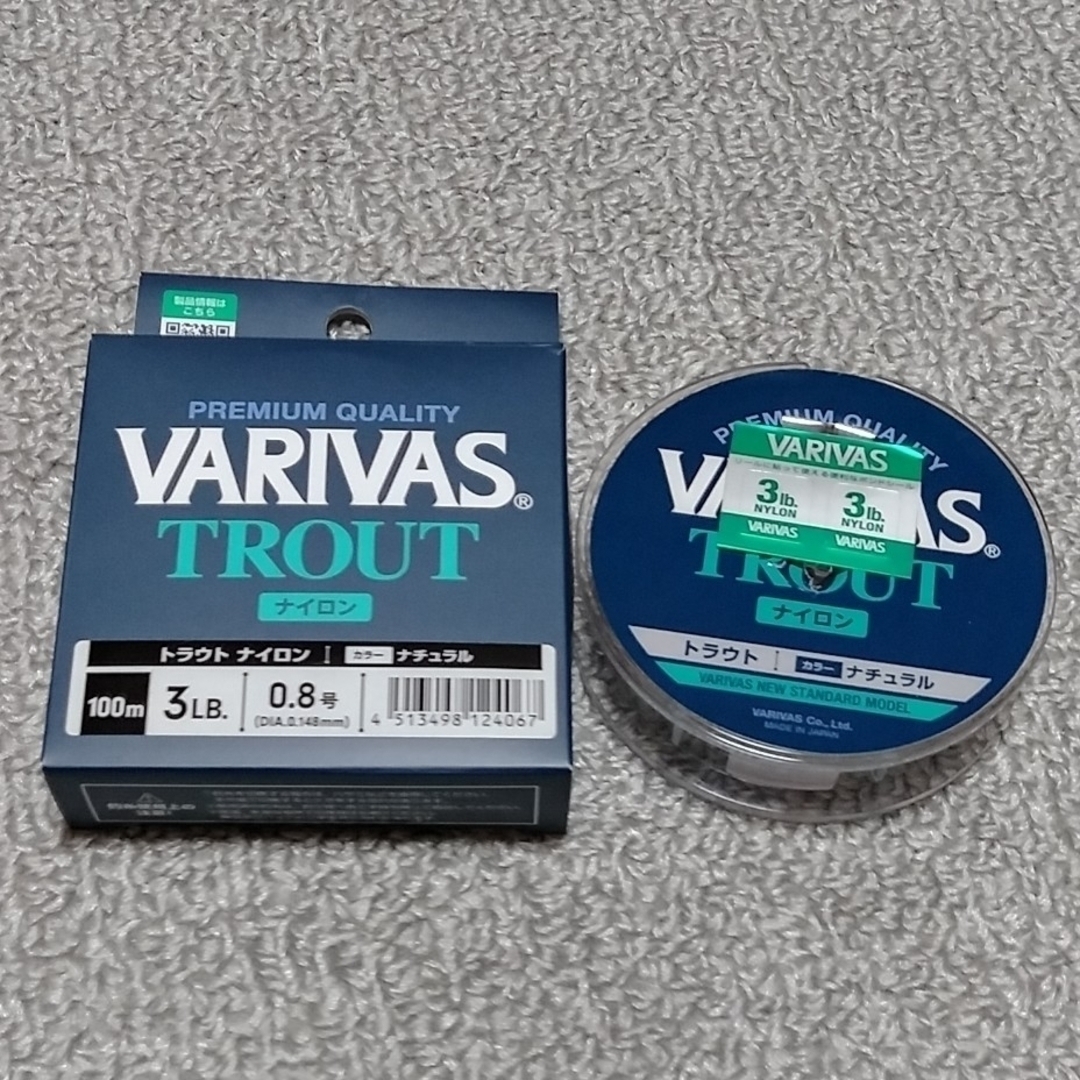 製品情報は
こちら
PREMIUM QUALITY
VARIVAS®
TROUT
ナイロン
トラウト ナイロン カラー ナチュラル
100m 3LB. 0.8号
(DIA.0.148mm)
4 513498 124067
PREMIUM QUALITY
VARIVAS
3lb. 3lb.
NYLON NYLON
VARIVAS VARIVAS
TROUT
ナイロン
トラウト カラー ナチュラル
VARIVAS NEW STANDARD MODEL
VARIVAS Co., Ltd.
MADE IN JAPAN